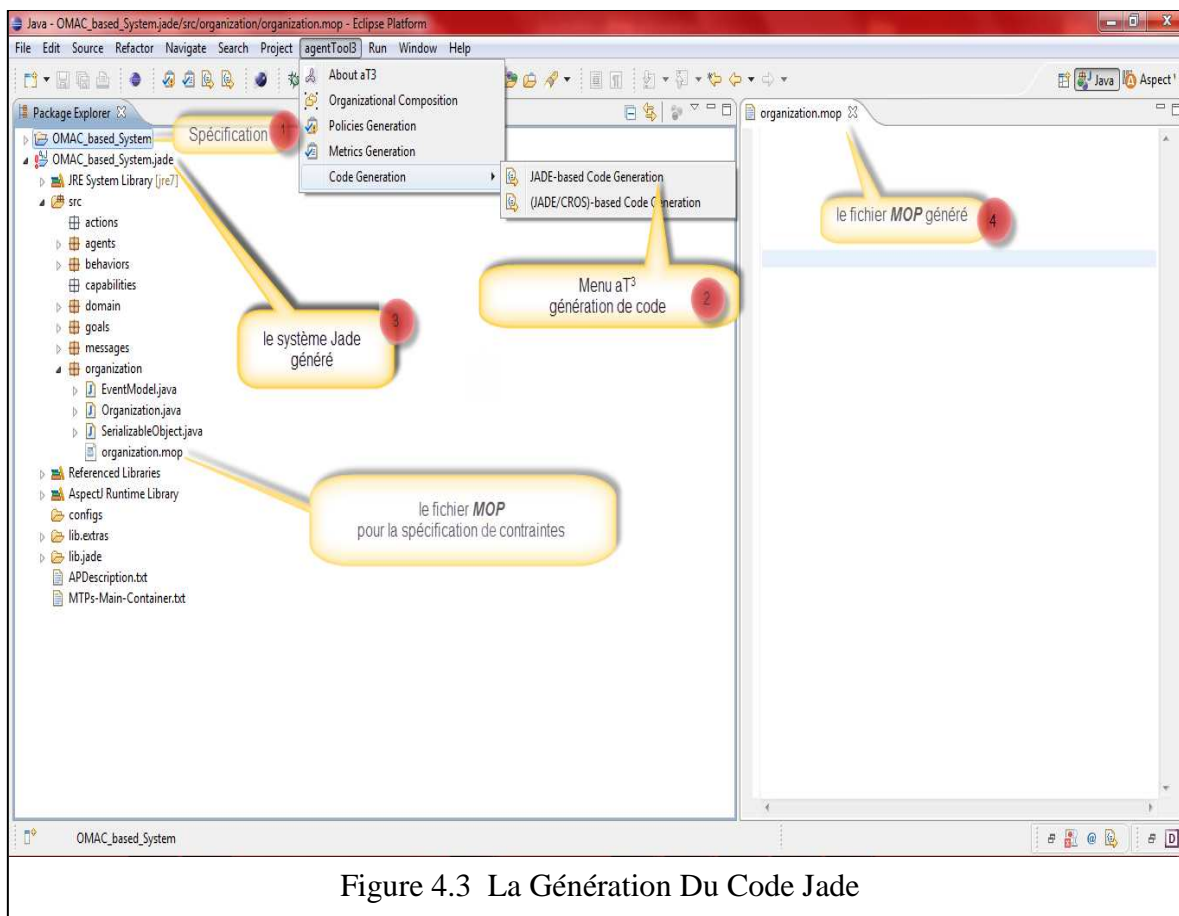 Java - OMAC_based_System.jade/src/organization/organization.mop - Eclipse Platform
File Edit Source Refactor Navigate Search Project agentTool3 Run Window Help
About aT3
Organizational Composition
Policies Generation
Metrics Generation
Code Generation
JADE-based Code Generation
(JADE/CROS)-based Code Generation
Java
Aspect
Package Explorer
OMAC_based_System
Spécification 1
OMAC_based_System.jade
JRE System Library [jre7]
src
actions
agents
behaviors
capabilities
domain
goals
messages
organization
EventModel.java
Organization.java
SerializableObject.java
organization.mop
Referenced Libraries
AspectJ Runtime Library
configs
lib.extras
lib.jade
APDescription.txt
MTPs-Main-Container.txt
Menu aT³
génération de code
2
le système Jade
généré
3
le fichier MOP
pour la spécification de contraintes
organization.mop
le fichier MOP généré 4
OMAC_based_System
@
D
Figure 4.3 La Génération Du Code Jade